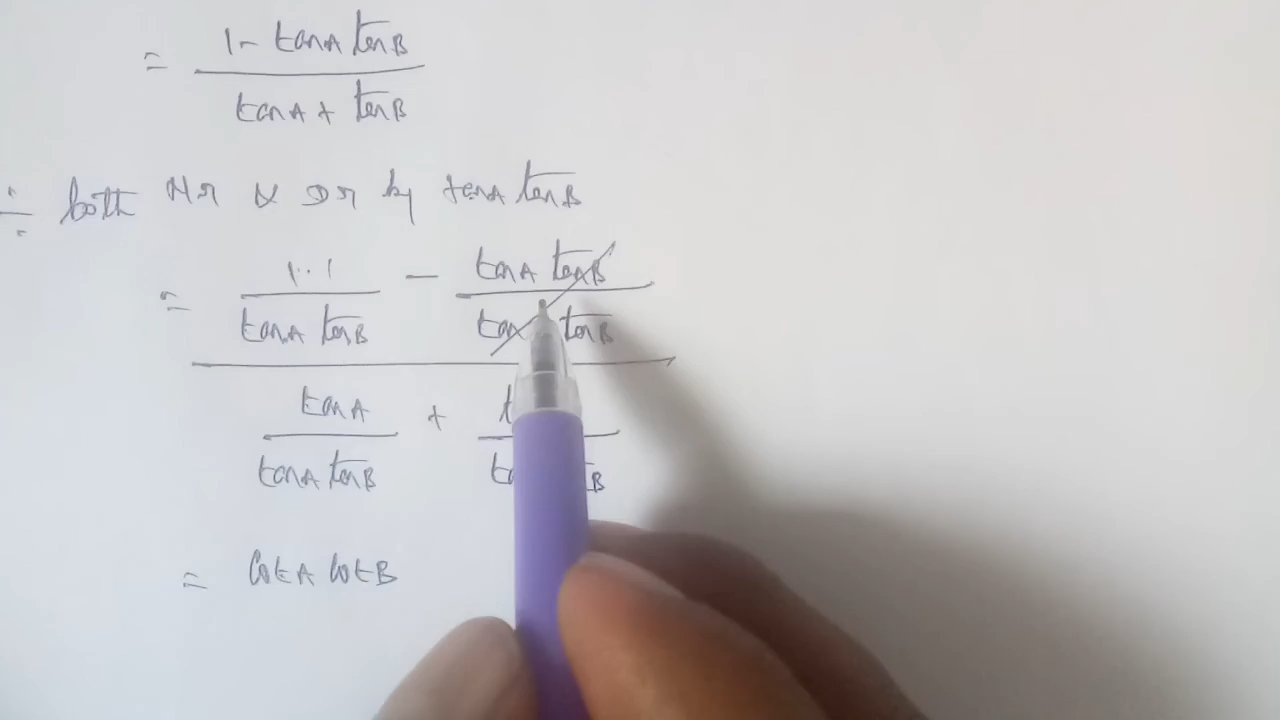 = 1 - tanA tanB
tanA + tanB
÷ both Nr & Dr by tanA tanB
= 1.1 - tanA tanB
tanA tanB tanB
tanA +
tanA tanB B
= cotA cotB